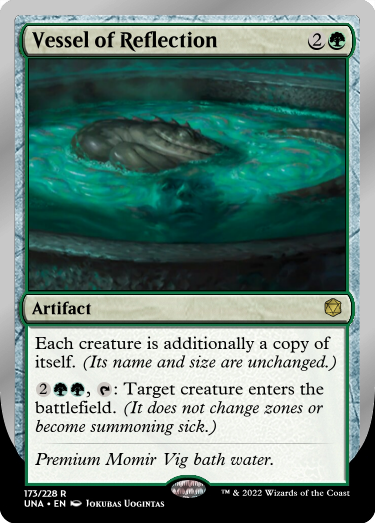 Vessel of Reflection 2
Artifact
Each creature is additionally a copy of
itself. (Its name and size are unchanged.)
2, : Target creature enters the
battlefield. (It does not change zones or
become summoning sick.)
Premium Momir Vig bath water.
173/228 R
™ & 2022 Wizards of the Coast
UNA • EN Jokubas Uogintas